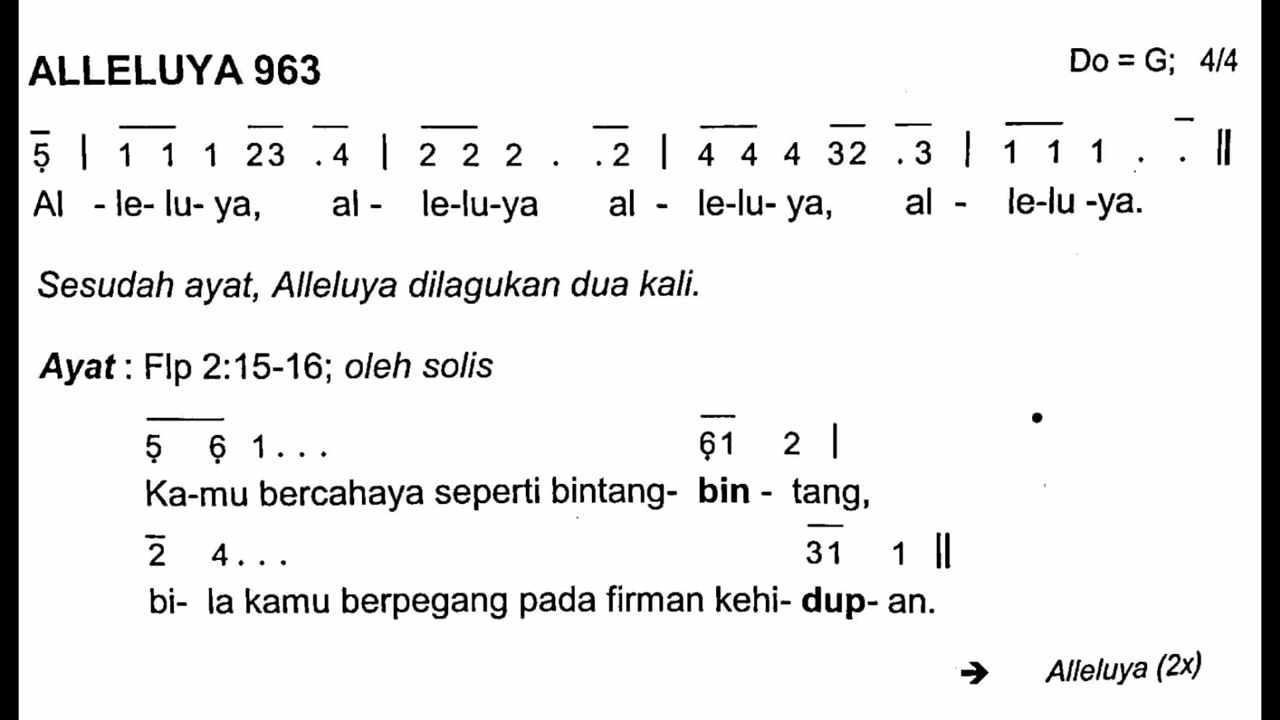 ALLELUYA 963 Do = G; 4/4
5̣ | 1 1 1 23 .4 | 2 2 2 . .2 | 4 4 4 32 .3 | 1 1 1 . . ||
Al - le- lu- ya, al - le-lu-ya al - le-lu- ya, al - le-lu -ya.
Sesudah ayat, Alleluya dilagukan dua kali.
Ayat : Flp 2:15-16; oleh solis
5̣ 6̣ 1... 6̣1 2 |
Ka-mu bercahaya seperti bintang- bin - tang,
2 4... 31 1 ||
bi- la kamu berpegang pada firman kehi- dup- an.
→ Alleluya (2x)